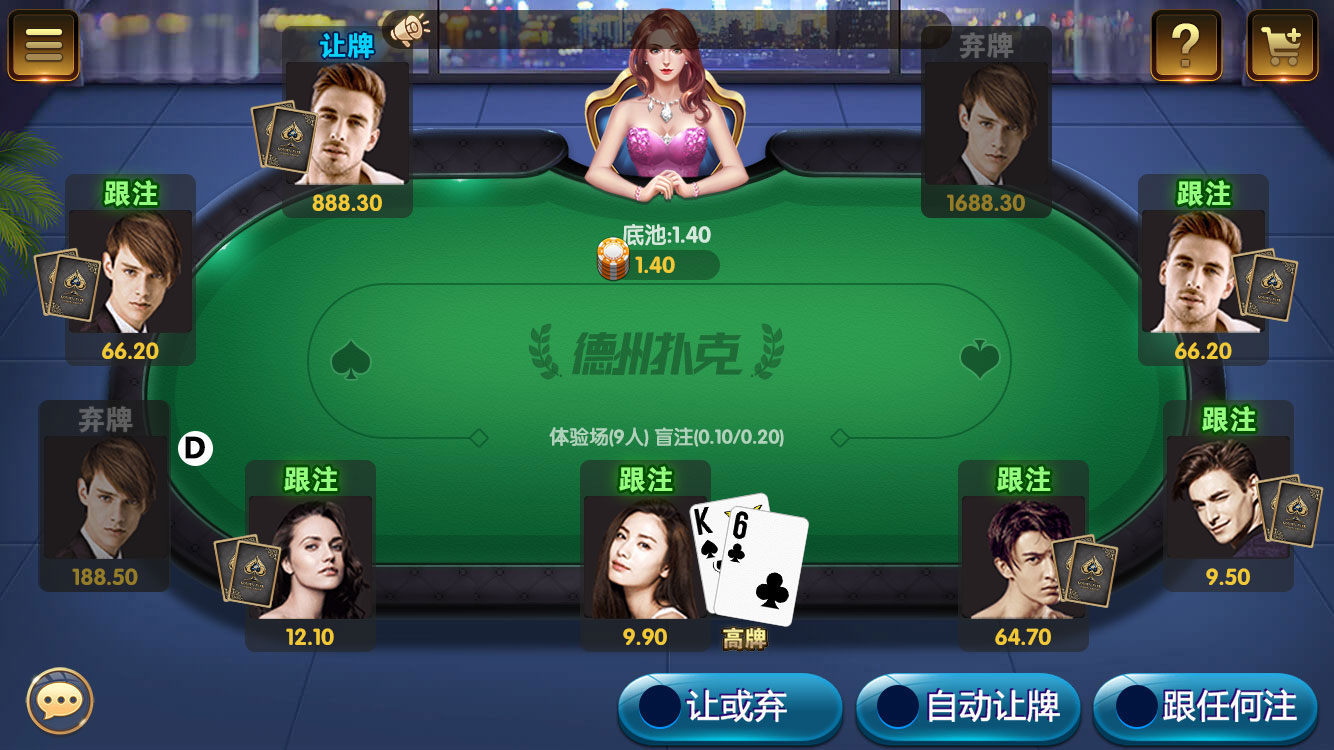 让牌
弃牌
888.30
1688.30
跟注
跟注
底池:1.40
1.40
66.20
66.20
德州扑克
弃牌
跟注
D
体验场(9人) 盲注(0.10/0.20)
跟注
跟注
跟注
K
6
188.50
9.50
12.10
9.90
高牌
64.70
让或弃
自动让牌
跟任何注
?